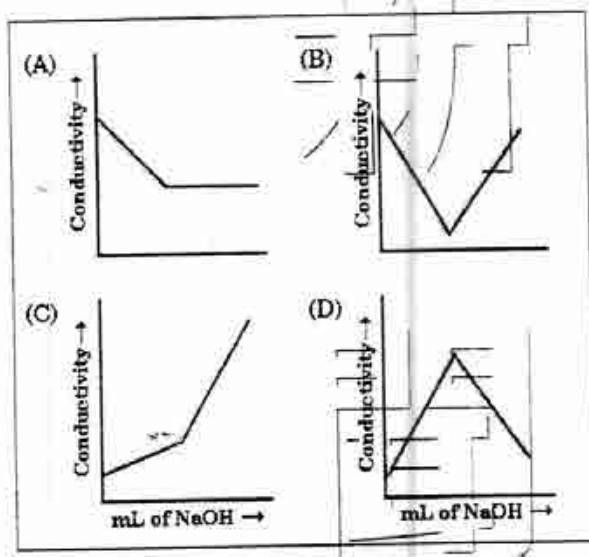 (A)
Conductivity →
(B)
Conductivity →
(C)
Conductivity →
mL of NaOH →
(D)
Conductivity →
mL of NaOH →